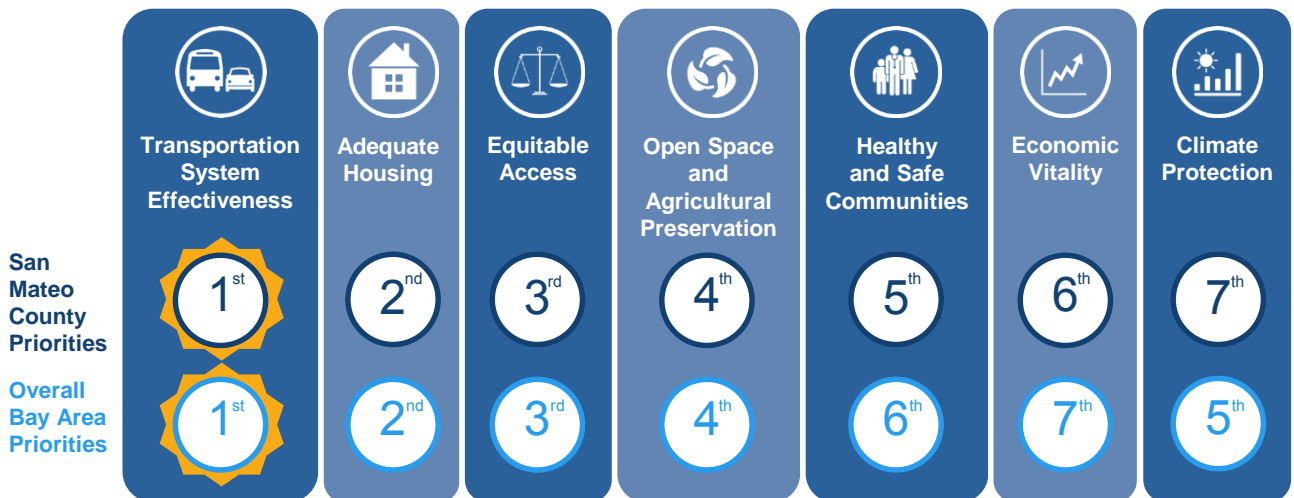 Transportation
System
Effectiveness
Adequate
Housing
Equitable
Access
Open Space
and
Agricultural
Preservation
Healthy
and Safe
Communities
Economic
Vitality
Climate
Protection
San
Mateo
County
Priorities
1st 2nd 3rd 4th 5th 6th 7th
Overall
Bay Area
Priorities
1st 2nd 3rd 4th 6th 7th 5th